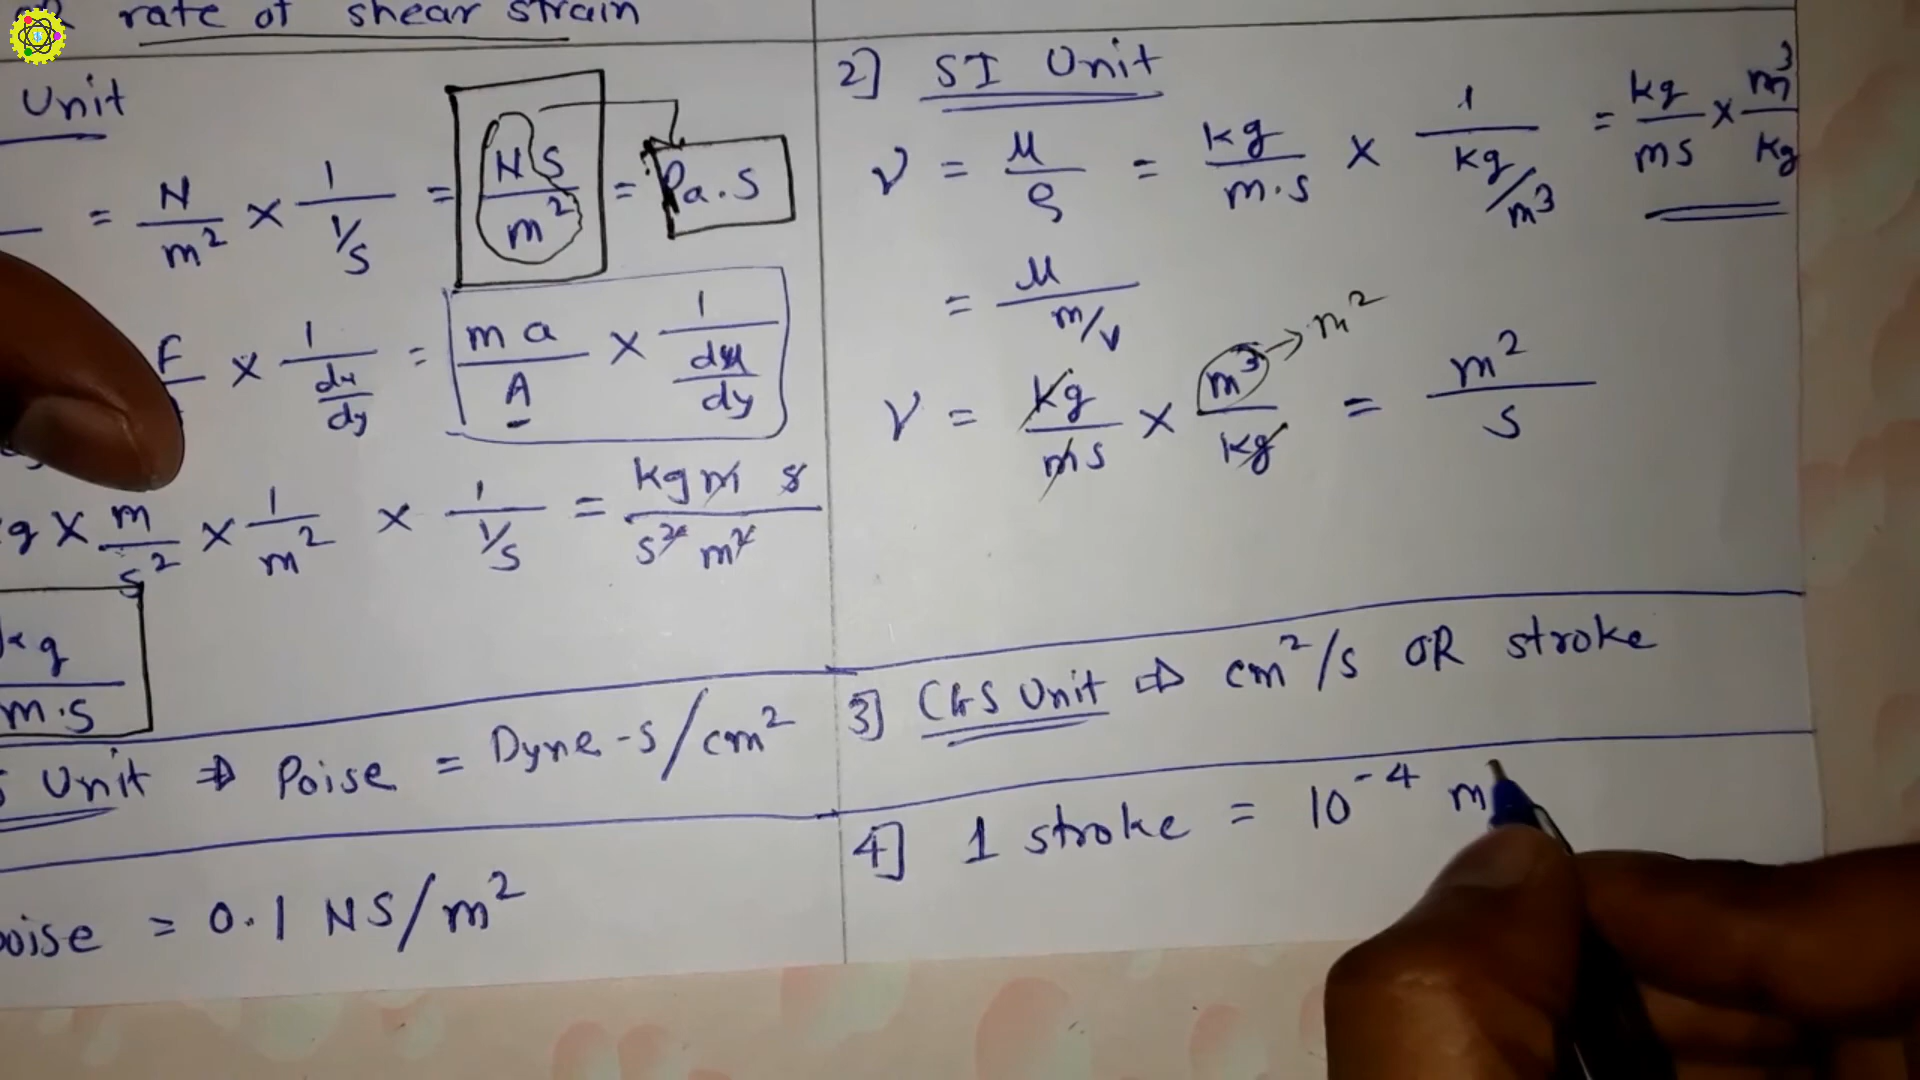 rate of shear strain
Unit
= N/m² × 1/(1/s) = NS/m² = Pa.s
F × 1/(du/dy) = ma/A × 1/(du/dy)
g × m/s² × 1/m² × 1/(1/s) = kgm s/s² m²
kg/m.s
Unit ⇒ Poise = Dyne-s/cm²
oise = 0.1 NS/m²
2] SI Unit
ν = μ/ρ = kg/m.s × 1/(kg/m³) = kg/ms × m³/kg
= μ/(m/v)
ν = kg/ms × m³/kg = m²/s
→ m²
3] CGS Unit ⇒ cm²/s OR stroke
4] 1 stroke = 10⁻⁴ m